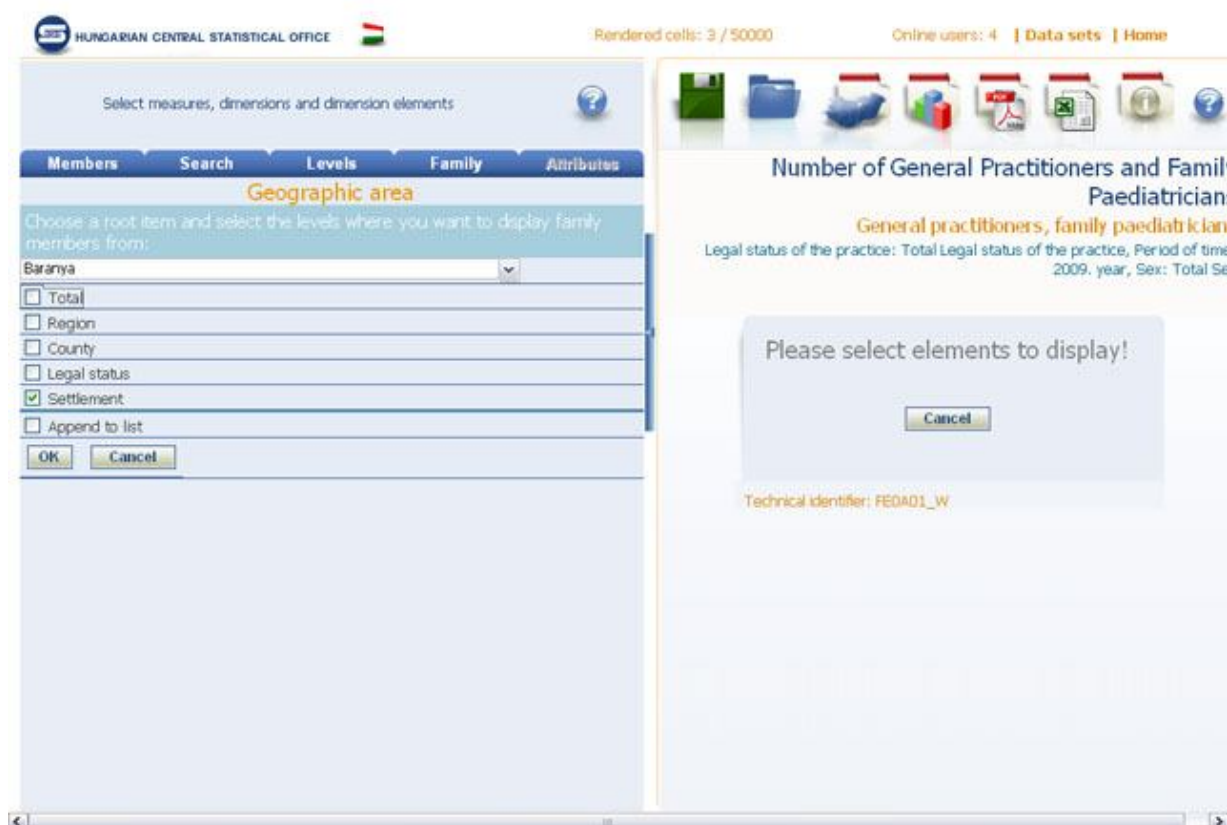 HUNGARIAN CENTRAL STATISTICAL OFFICE
Rendered cells: 3 / 50000
Online users: 4 | Data sets | Home
Select measures, dimensions and dimension elements
Members Search Levels Family Attributes
Geographic area
Choose a root item and select the levels where you want to display family
members from:
Baranya
Total
Region
County
Legal status
Settlement
Append to list
OK Cancel
Number of General Practitioners and Family
Paediatricians
General practitioners, family paediatrician
Legal status of the practice: Total Legal status of the practice, Period of time
2009. year, Sex: Total Se
Please select elements to display!
Cancel
Technical identifier: FE0A01_W